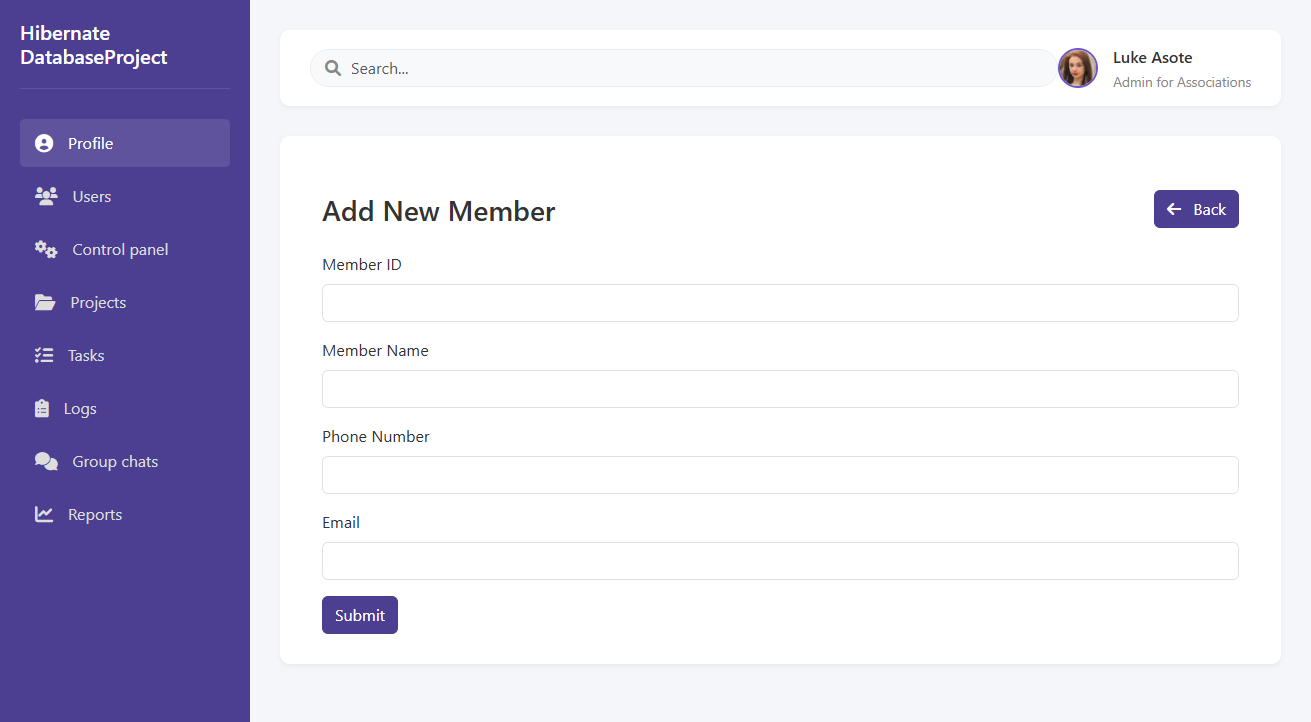 Hibernate
DatabaseProject
Profile
Users
Control panel
Projects
Tasks
Logs
Group chats
Reports
Search...
Luke Asote
Admin for Associations
Add New Member
Back
Member ID
Member Name
Phone Number
Email
Submit